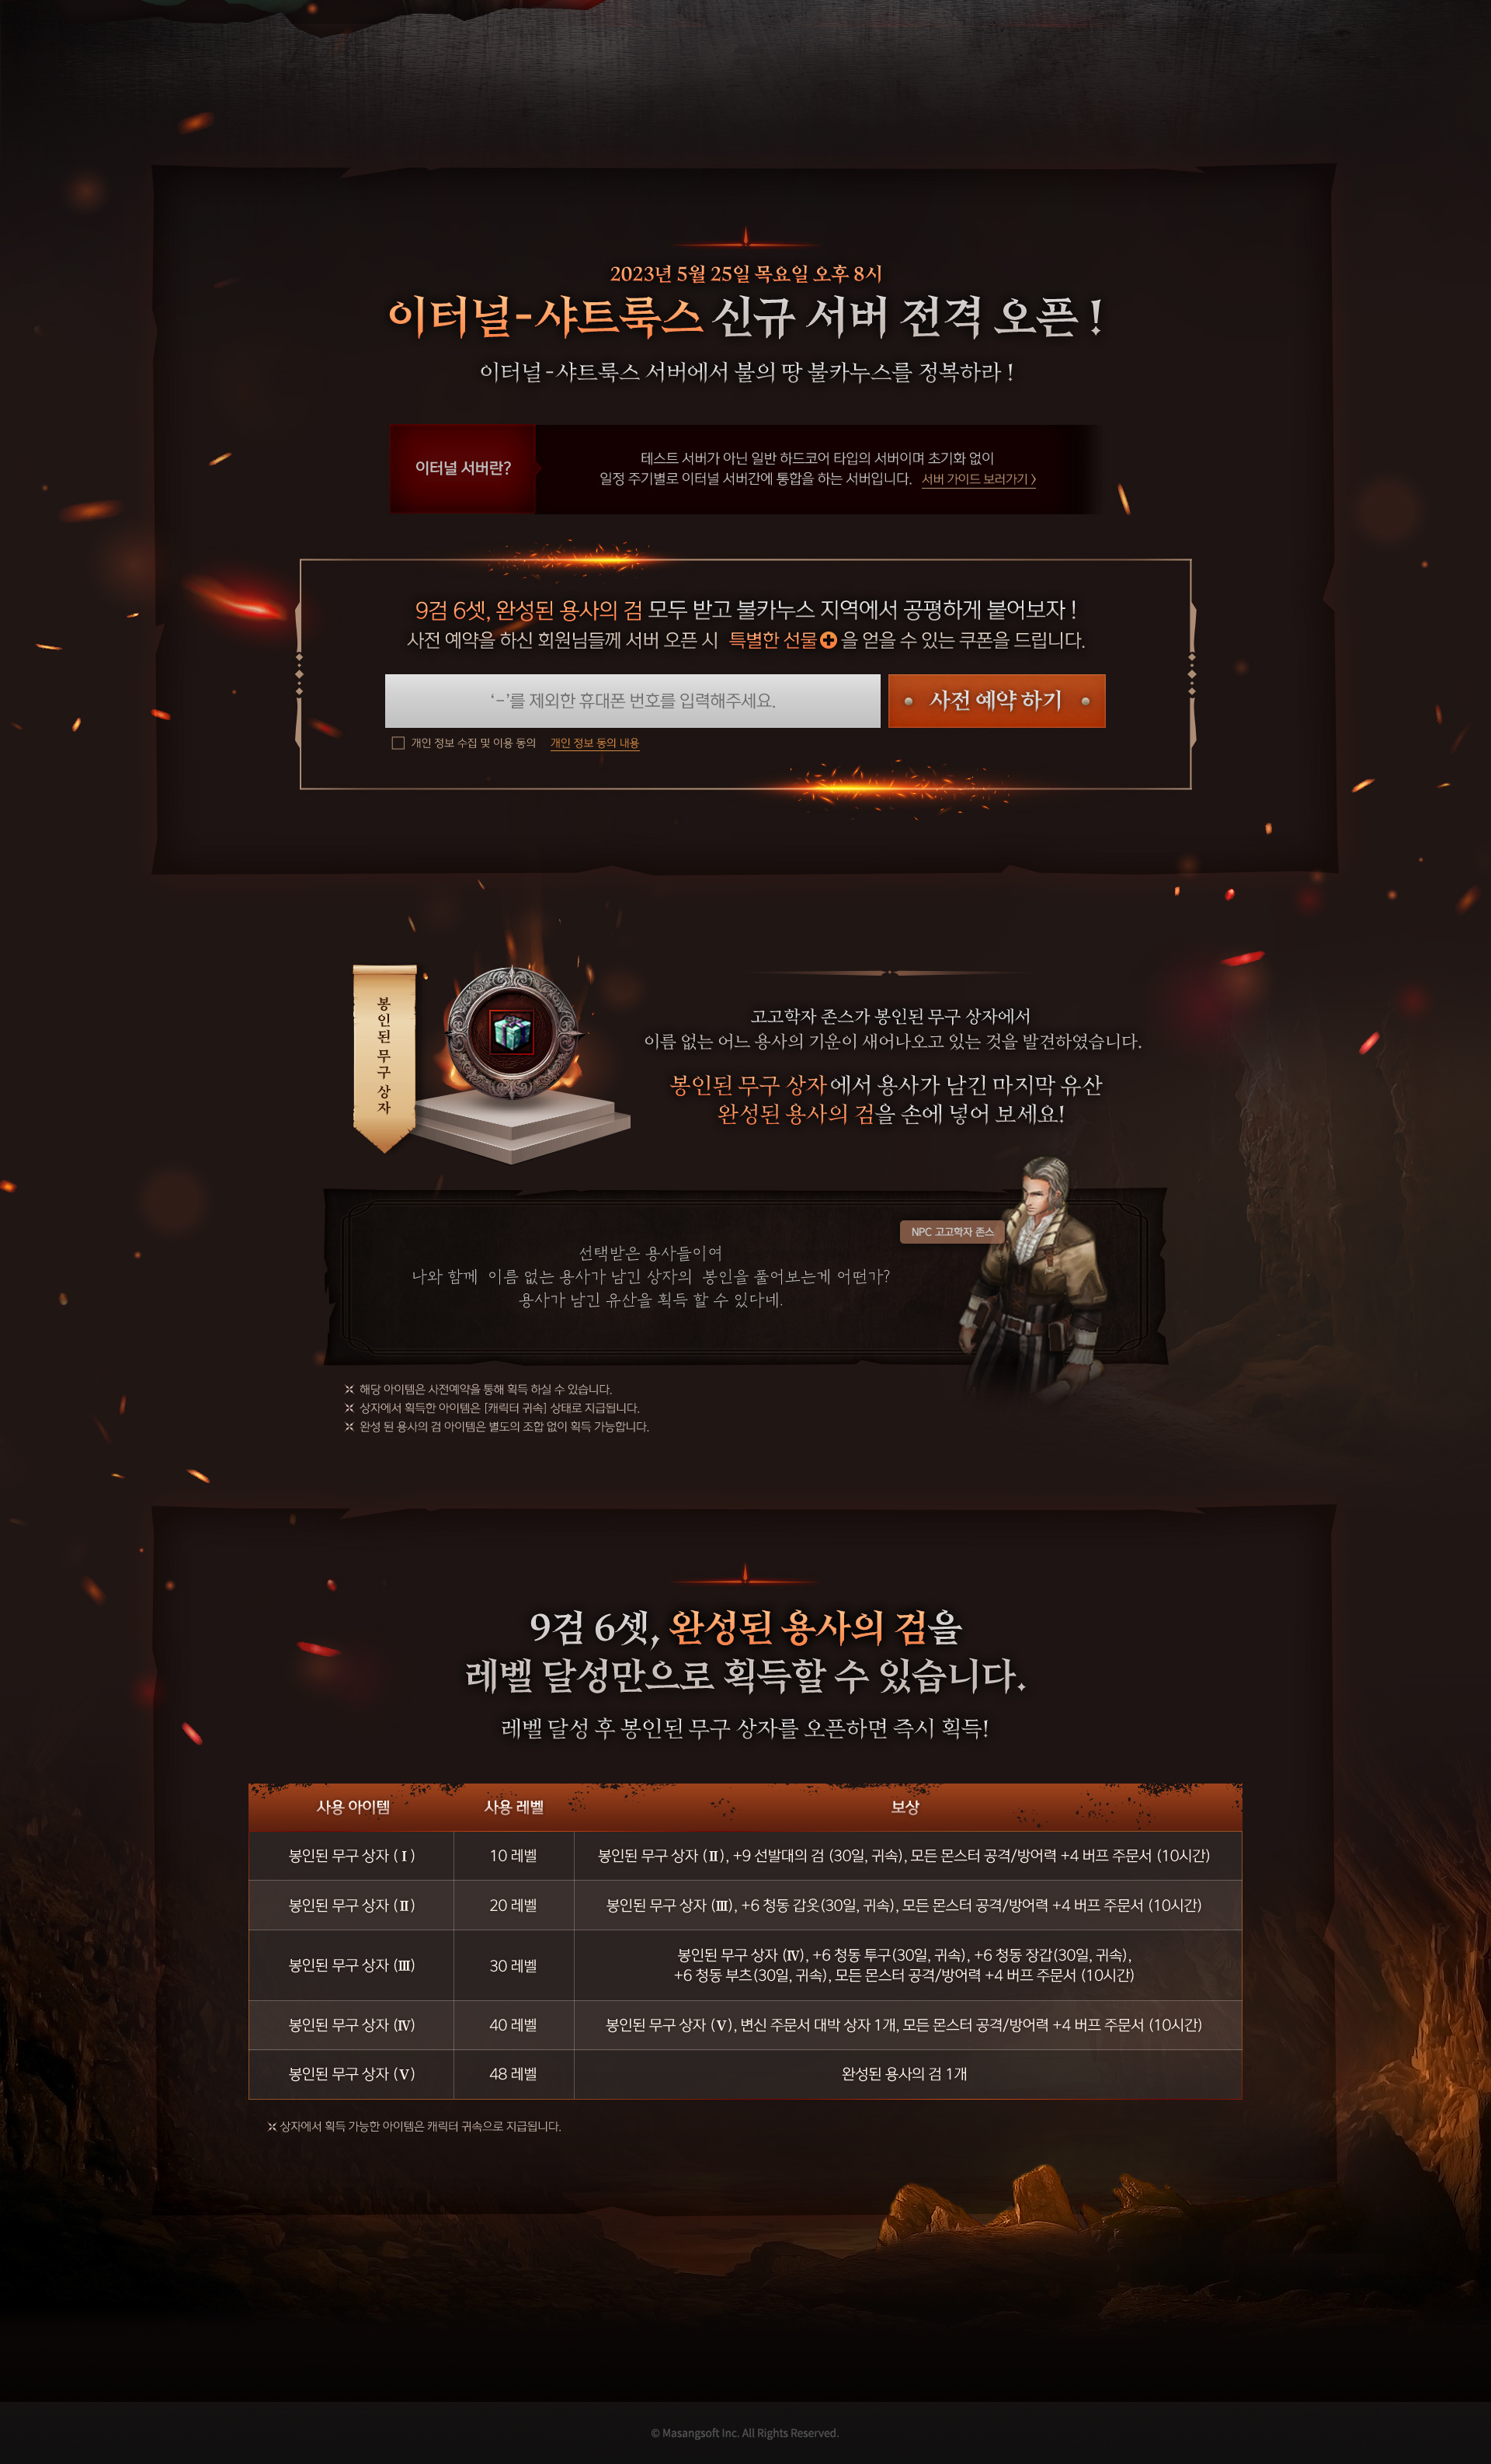 2023년 5월 25일 목요일 오후 8시
이터널-샤트룩스 신규 서버 전격 오픈 !
이터널-샤트룩스 서버에서 불의 땅 불카누스를 정복하라 !
이터널 서버란?
테스트 서버가 아닌 일반 하드코어 타입의 서버이며 초기화 없이
일정 주기별로 이터널 서버간에 통합을 하는 서버입니다. 서버 가이드 보러가기 >
9검 6셋, 완성된 용사의 검 모두 받고 불카누스 지역에서 공평하게 붙어보자 !
사전 예약을 하신 회원님들께 서버 오픈 시 특별한 선물 을 얻을 수 있는 쿠폰을 드립니다.
'-'를 제외한 휴대폰 번호를 입력해주세요.
사전 예약 하기
개인 정보 수집 및 이용 동의 개인 정보 동의 내용
봉인된 무구 상자
고고학자 존스가 봉인된 무구 상자에서
이름 없는 어느 용사의 기운이 새어나오고 있는 것을 발견하였습니다.
봉인된 무구 상자에서 용사가 남긴 마지막 유산
완성된 용사의 검을 손에 넣어 보세요!
NPC 고고학자 존스
선택받은 용사들이여
나와 함께 이름 없는 용사가 남긴 상자의 봉인을 풀어보는게 어떤가?
용사가 남긴 유산을 획득 할 수 있다네.
※ 해당 아이템은 사전예약을 통해 획득 하실 수 있습니다.
※ 상자에서 획득한 아이템은 [캐릭터 귀속] 상태로 지급됩니다.
※ 완성 된 용사의 검 아이템은 별도의 조합 없이 획득 가능합니다.
9검 6셋, 완성된 용사의 검을
레벨 달성만으로 획득할 수 있습니다.
레벨 달성 후 봉인된 무구 상자를 오픈하면 즉시 획득!
사용 아이템 사용 레벨 보상
봉인된 무구 상자 ( I ) 10 레벨 봉인된 무구 상자 (II), +9 선발대의 검 (30일, 귀속), 모든 몬스터 공격/방어력 +4 버프 주문서 (10시간)
봉인된 무구 상자 (II) 20 레벨 봉인된 무구 상자 (III), +6 청동 갑옷(30일, 귀속), 모든 몬스터 공격/방어력 +4 버프 주문서 (10시간)
봉인된 무구 상자 (III) 30 레벨 봉인된 무구 상자 (IV), +6 청동 투구(30일, 귀속), +6 청동 장갑(30일, 귀속),
+6 청동 부츠(30일, 귀속), 모든 몬스터 공격/방어력 +4 버프 주문서 (10시간)
봉인된 무구 상자 (IV) 40 레벨 봉인된 무구 상자 (V), 변신 주문서 대박 상자 1개, 모든 몬스터 공격/방어력 +4 버프 주문서 (10시간)
봉인된 무구 상자 (V) 48 레벨 완성된 용사의 검 1개
※ 상자에서 획득 가능한 아이템은 캐릭터 귀속으로 지급됩니다.
© Masangsoft Inc. All Rights Reserved.